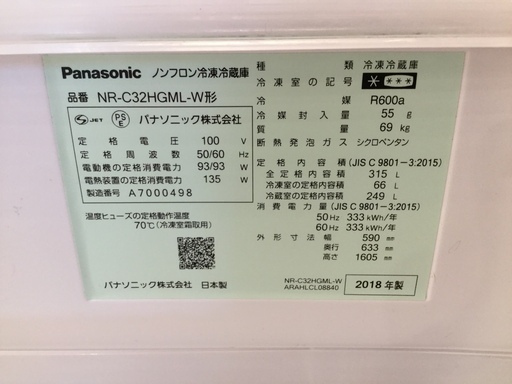 Panasonic ノンフロン冷凍冷蔵庫
品番 NR-C32HGML-W形
S-JET PSE パナソニック株式会社
定格電圧 100 V
定格周波数 50/60 Hz
電動機の定格消費電力 93/93 W
電熱装置の定格消費電力 135 W
製造番号 A7000498
温度ヒューズの定格動作温度
70℃(冷凍室霜取用)
パナソニック株式会社 日本製
種類 冷凍冷蔵庫
冷凍室の記号 * ***
冷媒 R600a
冷媒封入量 55 g
質量 69 kg
断熱発泡ガス シクロペンタン
定格内容積 (JIS C 9801-3:2015)
全定格内容積 315 L
冷凍室の定格内容積 66 L
冷蔵室の定格内容積 249 L
消費電力量 (JIS C 9801-3:2015)
50 Hz 333 kWh/年
60 Hz 333 kWh/年
外形寸法 幅 590 mm
奥行 633 mm
高さ 1605 mm
NR-C32HGML-W
ARAHLCL08840
2018 年製